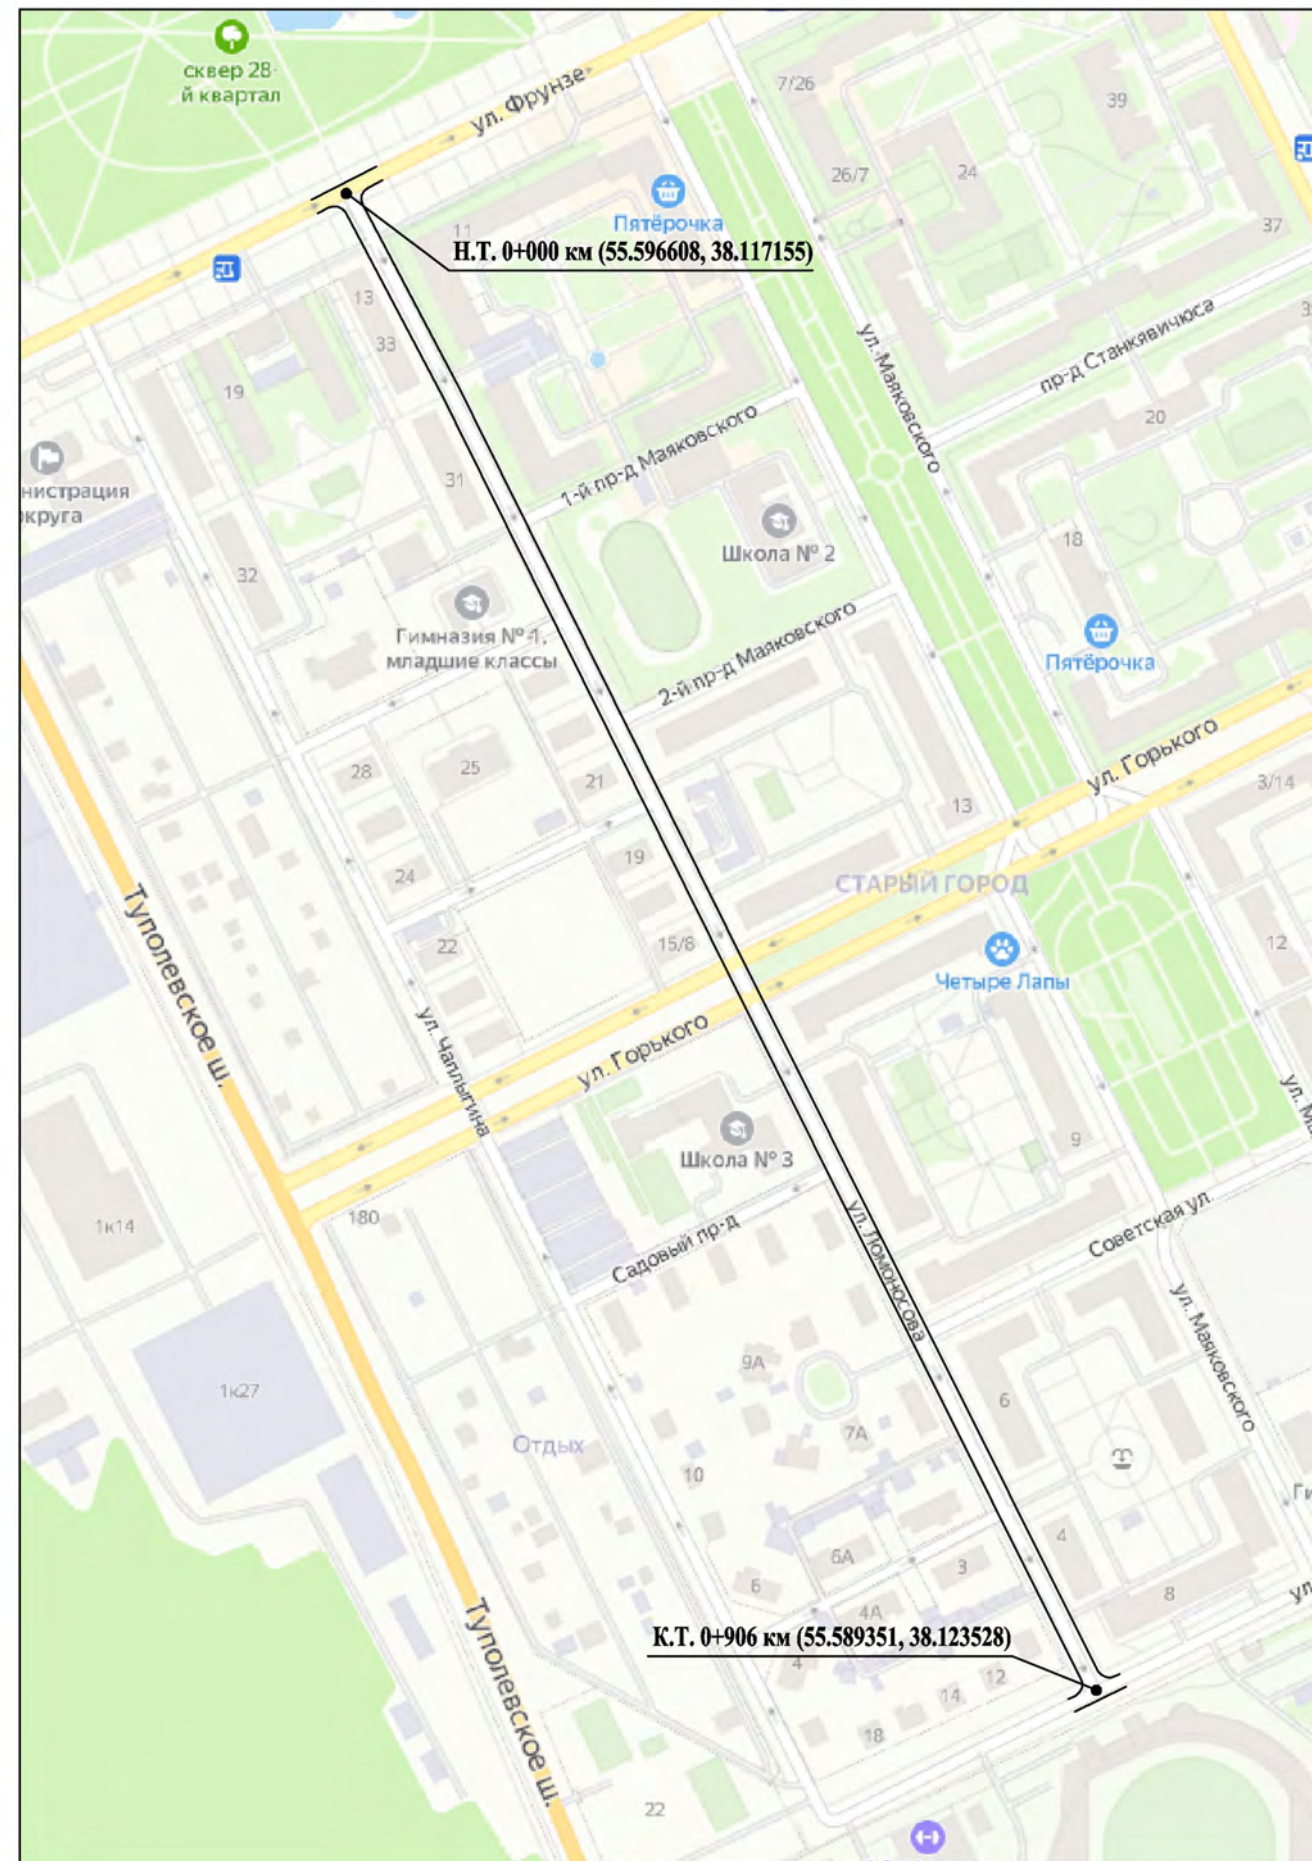 сквер 28-
й квартал
ул. Фрунзе
7/26
39
26/7
24
Пятёрочка
11
37
Н.Т. 0+000 км (55.596608, 38.117155)
13
33
ул. Маяковского
пр-д Станкявичюса
19
20
1-й пр-д Маяковского
31
нистрация
округа
Школа № 2
18
32
Гимназия № 1,
младшие классы
2-й пр-д Маяковского
Пятёрочка
ул. Горького
28
25
21
3/14
13
19
24
СТАРЫЙ ГОРОД
15/8
22
12
Четыре Лапы
Туполевское ш.
ул. Чаплыгина
ул. Горького
ул. М
9
Школа № 3
180
1к14
Садовый пр-д
ул. Ломоносова
Советская ул.
ул. Маяковского
9А
1к27
6
7А
Отдых
10
Ги
4
6А
3
6
8
4А
ул
К.Т. 0+906 км (55.589351, 38.123528)
4
12
14
18
Туполевское ш.
22